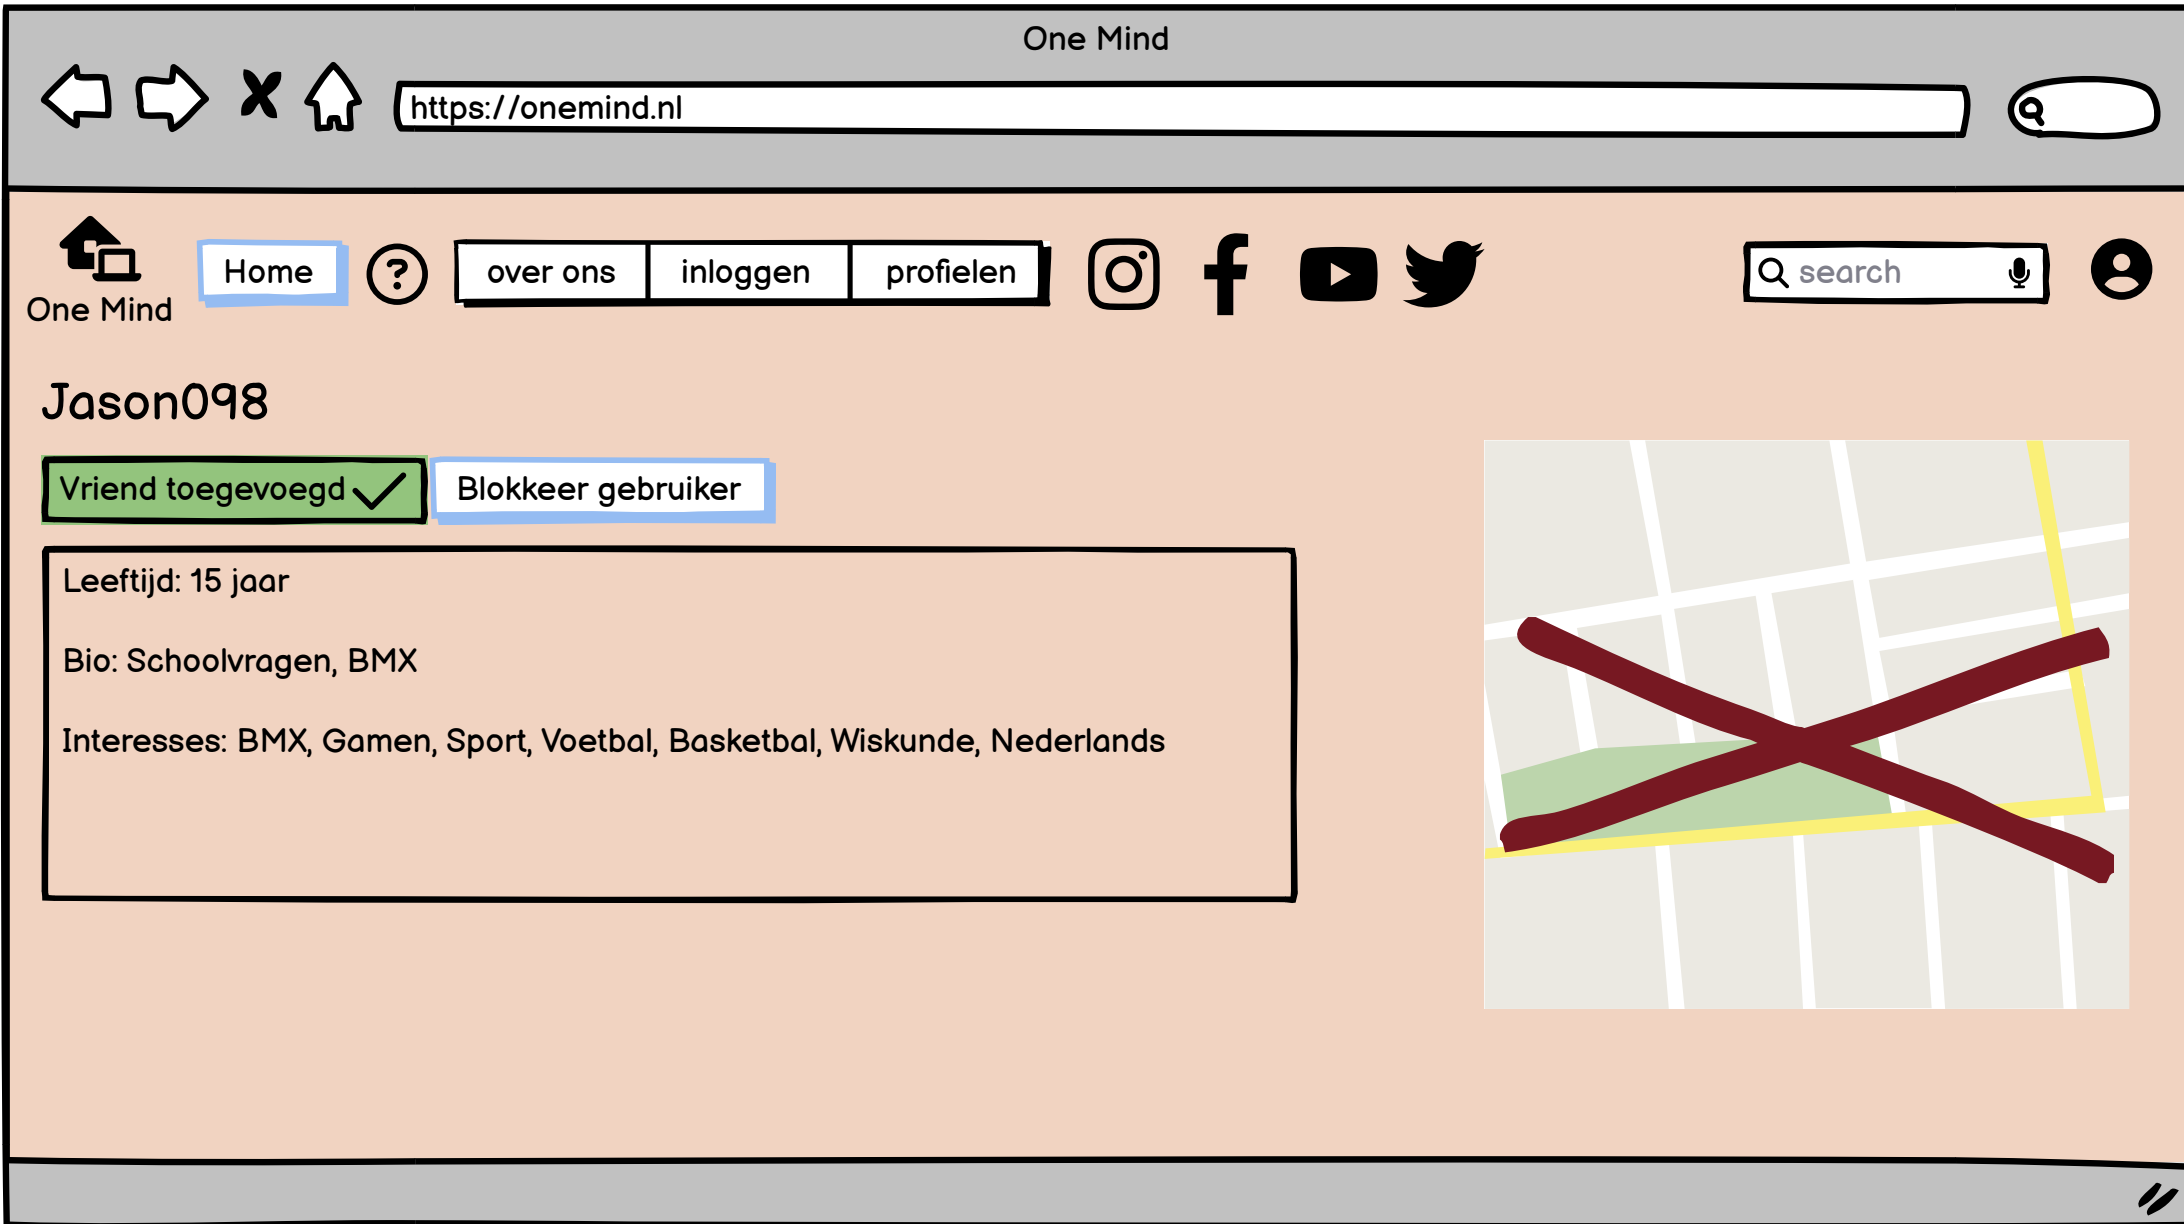 One Mind
https://onemind.nl
Home
?
over ons
inloggen
profielen
search
One Mind
Jason098
Vriend toegevoegd
Blokkeer gebruiker
Leeftijd: 15 jaar
Bio: Schoolvragen, BMX
Interesses: BMX, Gamen, Sport, Voetbal, Basketbal, Wiskunde, Nederlands